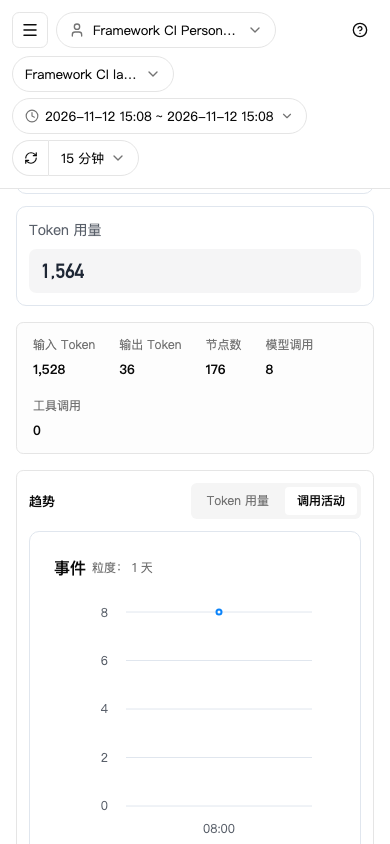 Framework CI Person...
Framework CI la...
2026-11-12 15:08 ~ 2026-11-12 15:08
15 分钟
Token 用量
1,564
输入 Token 输出 Token 节点数 模型调用
1,528 36 176 8
工具调用
0
趋势 Token 用量 调用活动
事件 粒度： 1 天
8
6
4
2
0
08:00